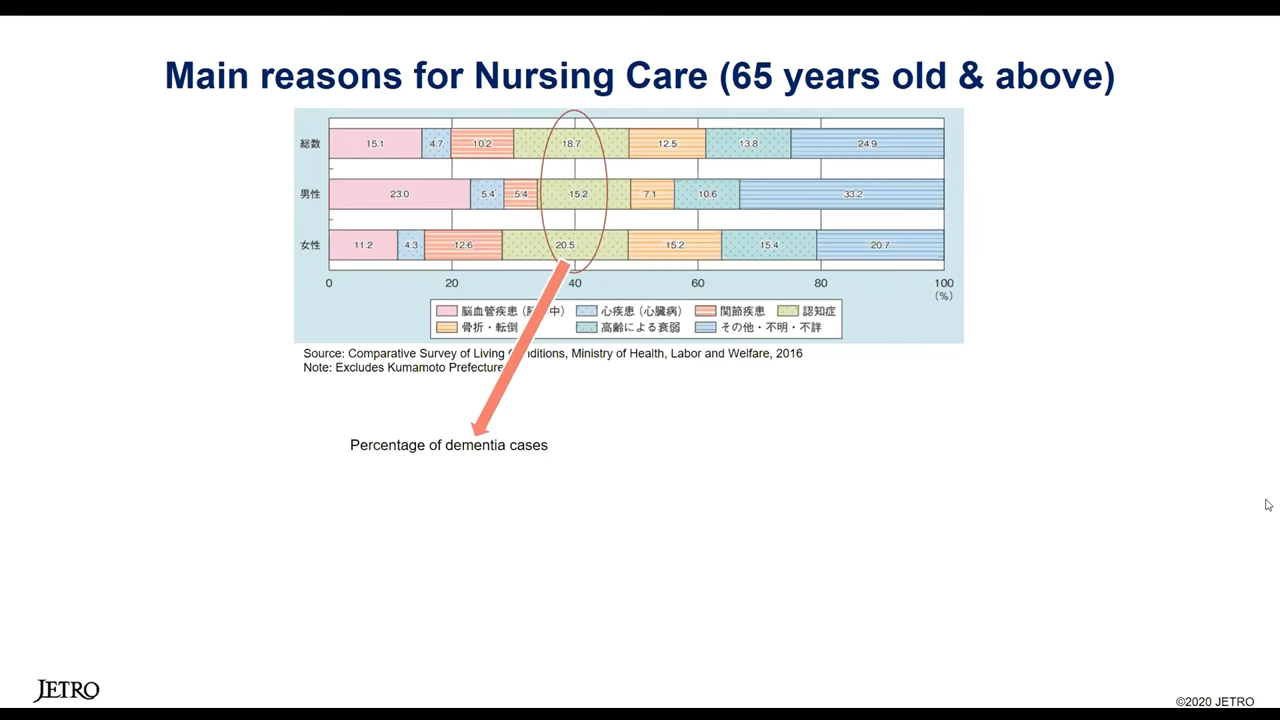 Main reasons for Nursing Care (65 years old & above)
総数 15.1 4.7 10.2 18.7 12.5 13.8 24.9
男性 23.0 5.4 5.4 15.2 7.1 10.6 33.2
女性 11.2 4.3 12.6 20.5 15.2 15.4 20.7
0 20 40 60 80 100
(%)
脳血管疾患(脳 中) 心疾患(心臓病) 関節疾患 認知症
骨折・転倒 高齢による衰弱 その他・不明・不詳
Source: Comparative Survey of Living Conditions, Ministry of Health, Labor and Welfare, 2016
Note: Excludes Kumamoto Prefecture
Percentage of dementia cases
JETRO
©2020 JETRO